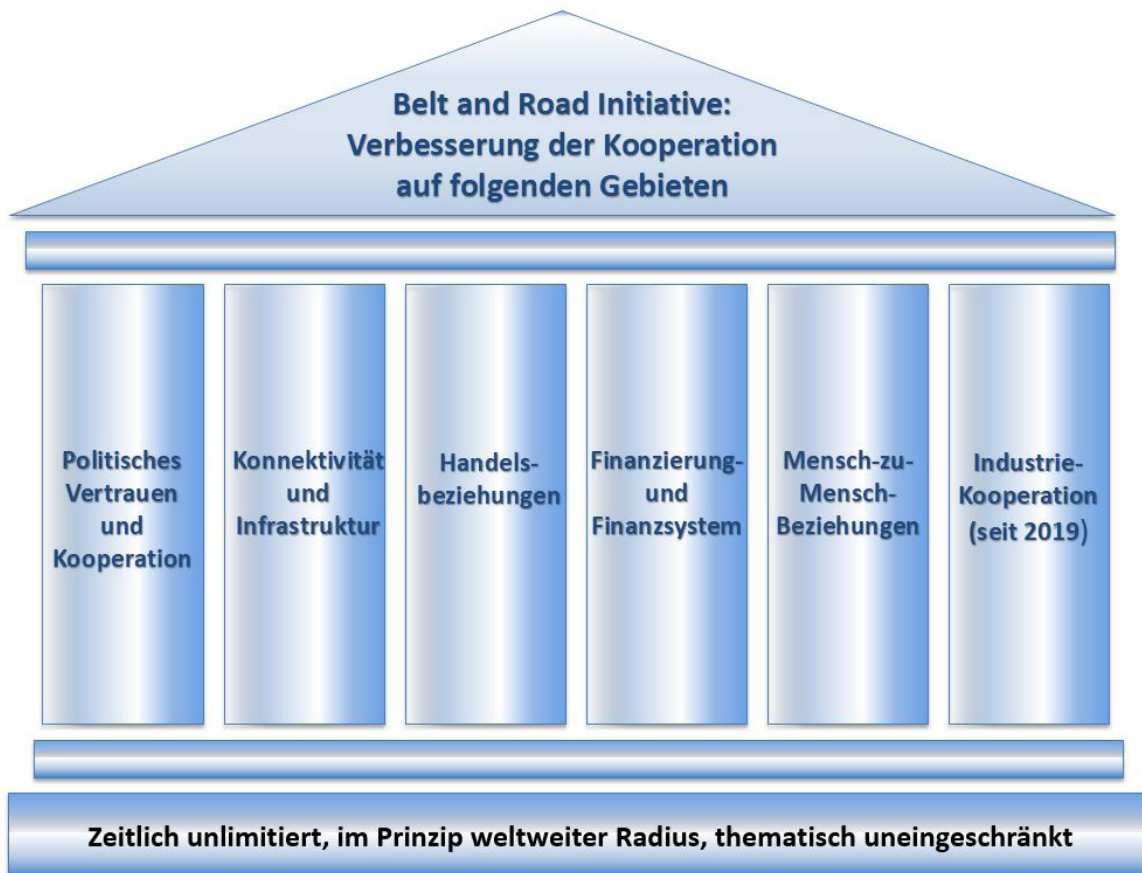 Belt and Road Initiative:
Verbesserung der Kooperation
auf folgenden Gebieten
Politisches
Vertrauen
und
Kooperation
Konnektivität
und
Infrastruktur
Handels-
beziehungen
Finanzierung-
und
Finanzsystem
Mensch-zu-
Mensch-
Beziehungen
Industrie-
Kooperation
(seit 2019)
Zeitlich unlimitiert, im Prinzip weltweiter Radius, thematisch uneingeschränkt